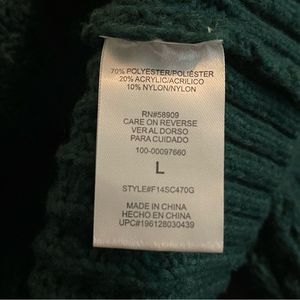 70% POLYESTER/POLIÉSTER
20% ACRYLIC/ACRILICO
10% NYLON/NYLON
RN#58909
CARE ON REVERSE
VER AL DORSO
PARA CUIDADO
100-00097660
L
STYLE#F14SC470G
MADE IN CHINA
HECHO EN CHINA
UPC#196128030439